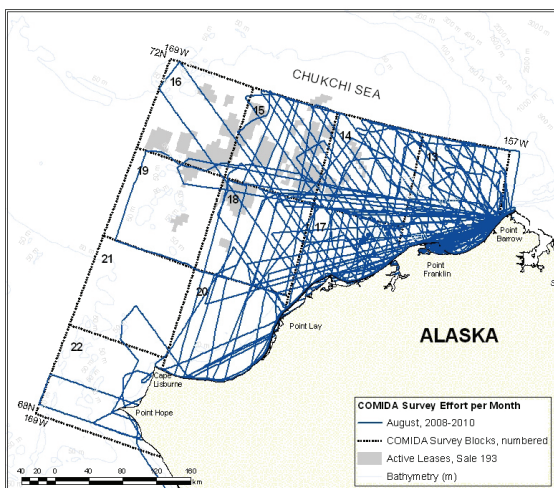 169W
72N
CHUKCHI SEA
16
15
14
13
157W
19
18
17
Point
Barrow
Point
Franklin
21
20
Point Lay
ALASKA
22
Cape
Lisburne
68N
169W
Point Hope
COMIDA Survey Effort per Month
August, 2008-2010
COMIDA Survey Blocks, numbered
Active Leases, Sale 193
Bathymetry (m)
40 20 0 40 80 120 160
km